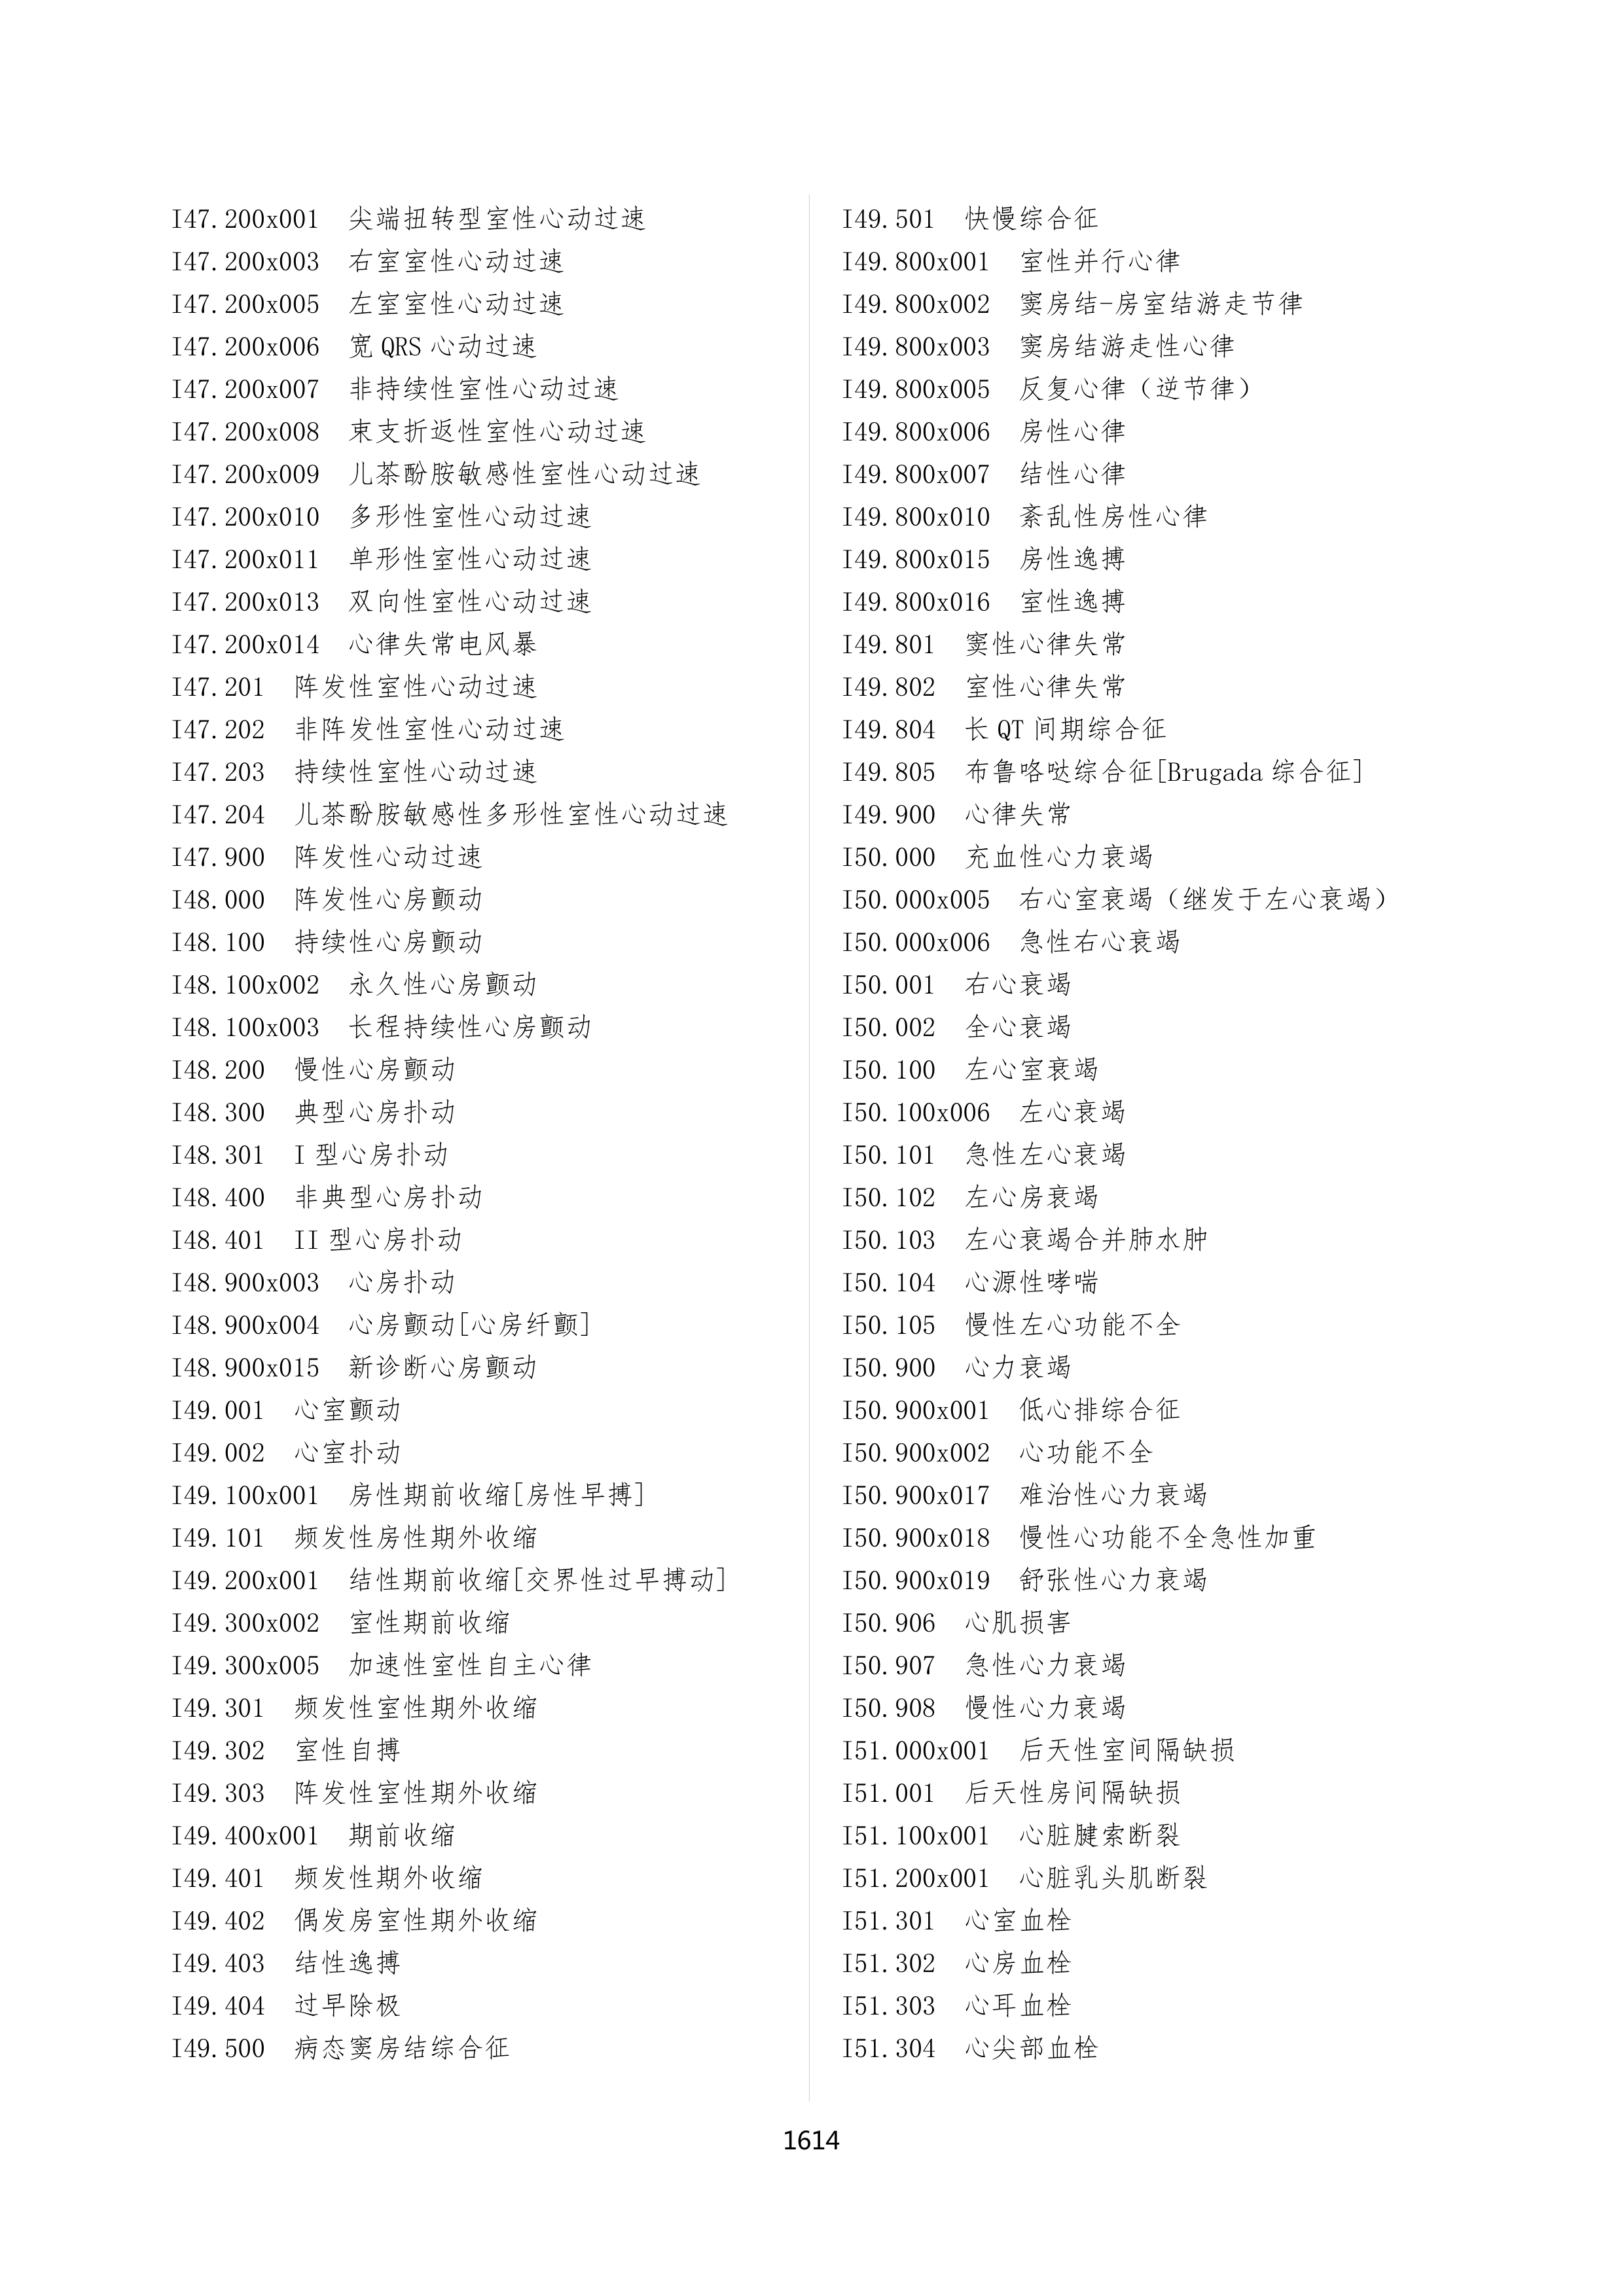 I47.200x001 尖端扭转型室性心动过速
I47.200x003 右室室性心动过速
I47.200x005 左室室性心动过速
I47.200x006 宽 QRS 心动过速
I47.200x007 非持续性室性心动过速
I47.200x008 束支折返性室性心动过速
I47.200x009 儿茶酚胺敏感性室性心动过速
I47.200x010 多形性室性心动过速
I47.200x011 单形性室性心动过速
I47.200x013 双向性室性心动过速
I47.200x014 心律失常电风暴
I47.201 阵发性室性心动过速
I47.202 非阵发性室性心动过速
I47.203 持续性室性心动过速
I47.204 儿茶酚胺敏感性多形性室性心动过速
I47.900 阵发性心动过速
I48.000 阵发性心房颤动
I48.100 持续性心房颤动
I48.100x002 永久性心房颤动
I48.100x003 长程持续性心房颤动
I48.200 慢性心房颤动
I48.300 典型心房扑动
I48.301 I 型心房扑动
I48.400 非典型心房扑动
I48.401 II 型心房扑动
I48.900x003 心房扑动
I48.900x004 心房颤动[心房纤颤]
I48.900x015 新诊断心房颤动
I49.001 心室颤动
I49.002 心室扑动
I49.100x001 房性期前收缩[房性早搏]
I49.101 频发性房性期外收缩
I49.200x001 结性期前收缩[交界性过早搏动]
I49.300x002 室性期前收缩
I49.300x005 加速性室性自主心律
I49.301 频发性室性期外收缩
I49.302 室性自搏
I49.303 阵发性室性期外收缩
I49.400x001 期前收缩
I49.401 频发性期外收缩
I49.402 偶发房室性期外收缩
I49.403 结性逸搏
I49.404 过早除极
I49.500 病态窦房结综合征
I49.501 快慢综合征
I49.800x001 室性并行心律
I49.800x002 窦房结-房室结游走节律
I49.800x003 窦房结游走性心律
I49.800x005 反复心律（逆节律）
I49.800x006 房性心律
I49.800x007 结性心律
I49.800x010 紊乱性房性心律
I49.800x015 房性逸搏
I49.800x016 室性逸搏
I49.801 窦性心律失常
I49.802 室性心律失常
I49.804 长 QT 间期综合征
I49.805 布鲁咯哒综合征[Brugada 综合征]
I49.900 心律失常
I50.000 充血性心力衰竭
I50.000x005 右心室衰竭（继发于左心衰竭）
I50.000x006 急性右心衰竭
I50.001 右心衰竭
I50.002 全心衰竭
I50.100 左心室衰竭
I50.100x006 左心衰竭
I50.101 急性左心衰竭
I50.102 左心房衰竭
I50.103 左心衰竭合并肺水肿
I50.104 心源性哮喘
I50.105 慢性左心功能不全
I50.900 心力衰竭
I50.900x001 低心排综合征
I50.900x002 心功能不全
I50.900x017 难治性心力衰竭
I50.900x018 慢性心功能不全急性加重
I50.900x019 舒张性心力衰竭
I50.906 心肌损害
I50.907 急性心力衰竭
I50.908 慢性心力衰竭
I51.000x001 后天性室间隔缺损
I51.001 后天性房间隔缺损
I51.100x001 心脏腱索断裂
I51.200x001 心脏乳头肌断裂
I51.301 心室血栓
I51.302 心房血栓
I51.303 心耳血栓
I51.304 心尖部血栓
1614